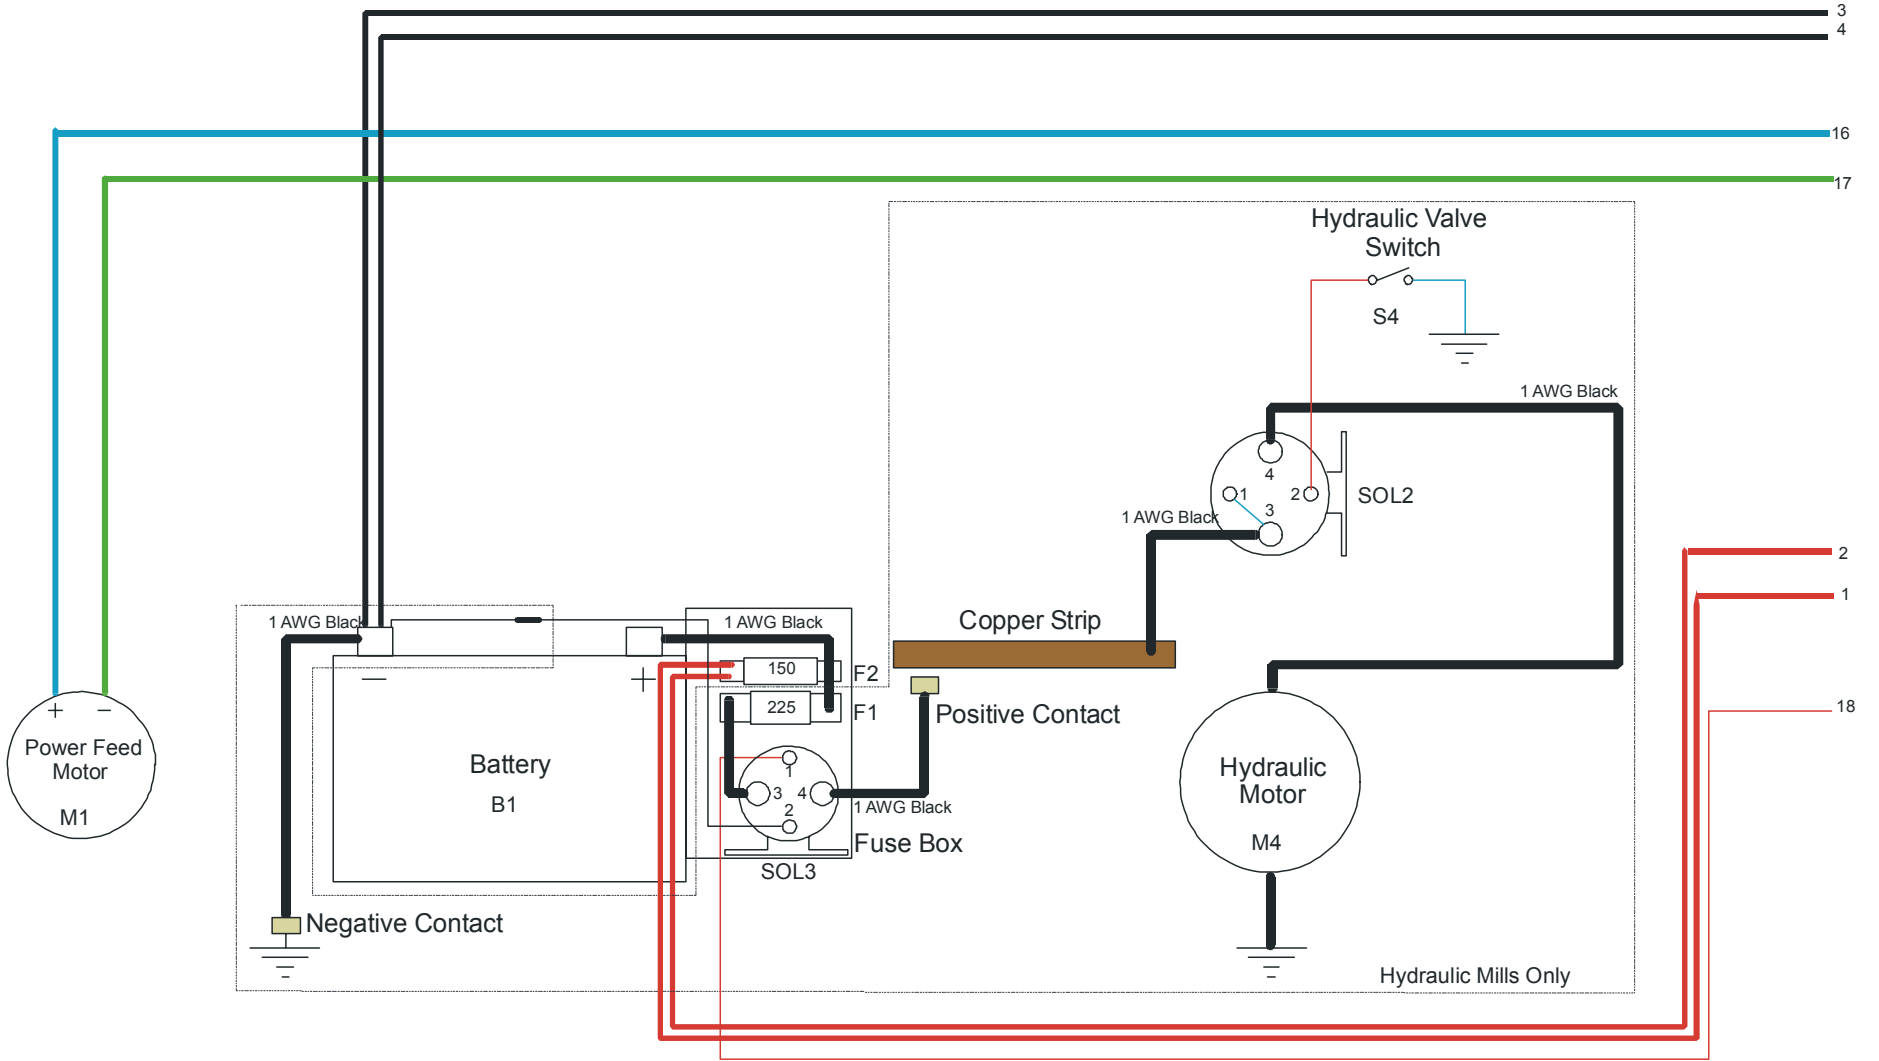 3
4
16
17
Hydraulic Valve
Switch
S4
1 AWG Black
4
1
2
3
SOL2
1 AWG Black
2
1
Copper Strip
1 AWG Black
1 AWG Black
150
F2
225
F1
Positive Contact
18
+
−
Power Feed
Motor
M1
−
+
Battery
B1
1
3
4
2
1 AWG Black
Fuse Box
SOL3
Hydraulic
Motor
M4
Negative Contact
Hydraulic Mills Only